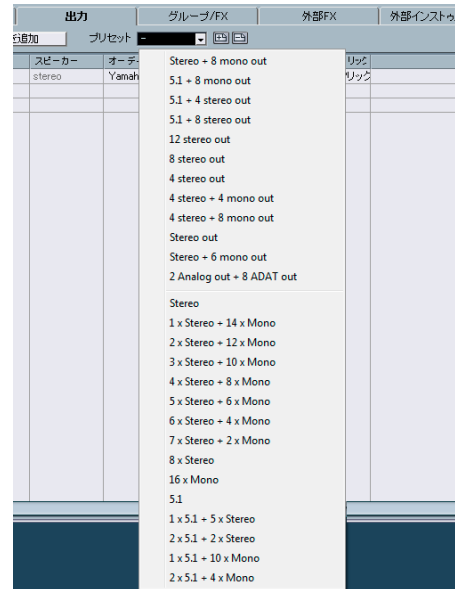 出力 グループ/FX 外部FX 外部インストゥ
追加 プリセット -
スピーカー オーデ リック
stereo Yamah リック
Stereo + 8 mono out
5.1 + 8 mono out
5.1 + 4 stereo out
5.1 + 8 stereo out
12 stereo out
8 stereo out
4 stereo out
4 stereo + 4 mono out
4 stereo + 8 mono out
Stereo out
Stereo + 6 mono out
2 Analog out + 8 ADAT out
Stereo
1 x Stereo + 14 x Mono
2 x Stereo + 12 x Mono
3 x Stereo + 10 x Mono
4 x Stereo + 8 x Mono
5 x Stereo + 6 x Mono
6 x Stereo + 4 x Mono
7 x Stereo + 2 x Mono
8 x Stereo
16 x Mono
5.1
1 x 5.1 + 5 x Stereo
2 x 5.1 + 2 x Stereo
1 x 5.1 + 10 x Mono
2 x 5.1 + 4 x Mono